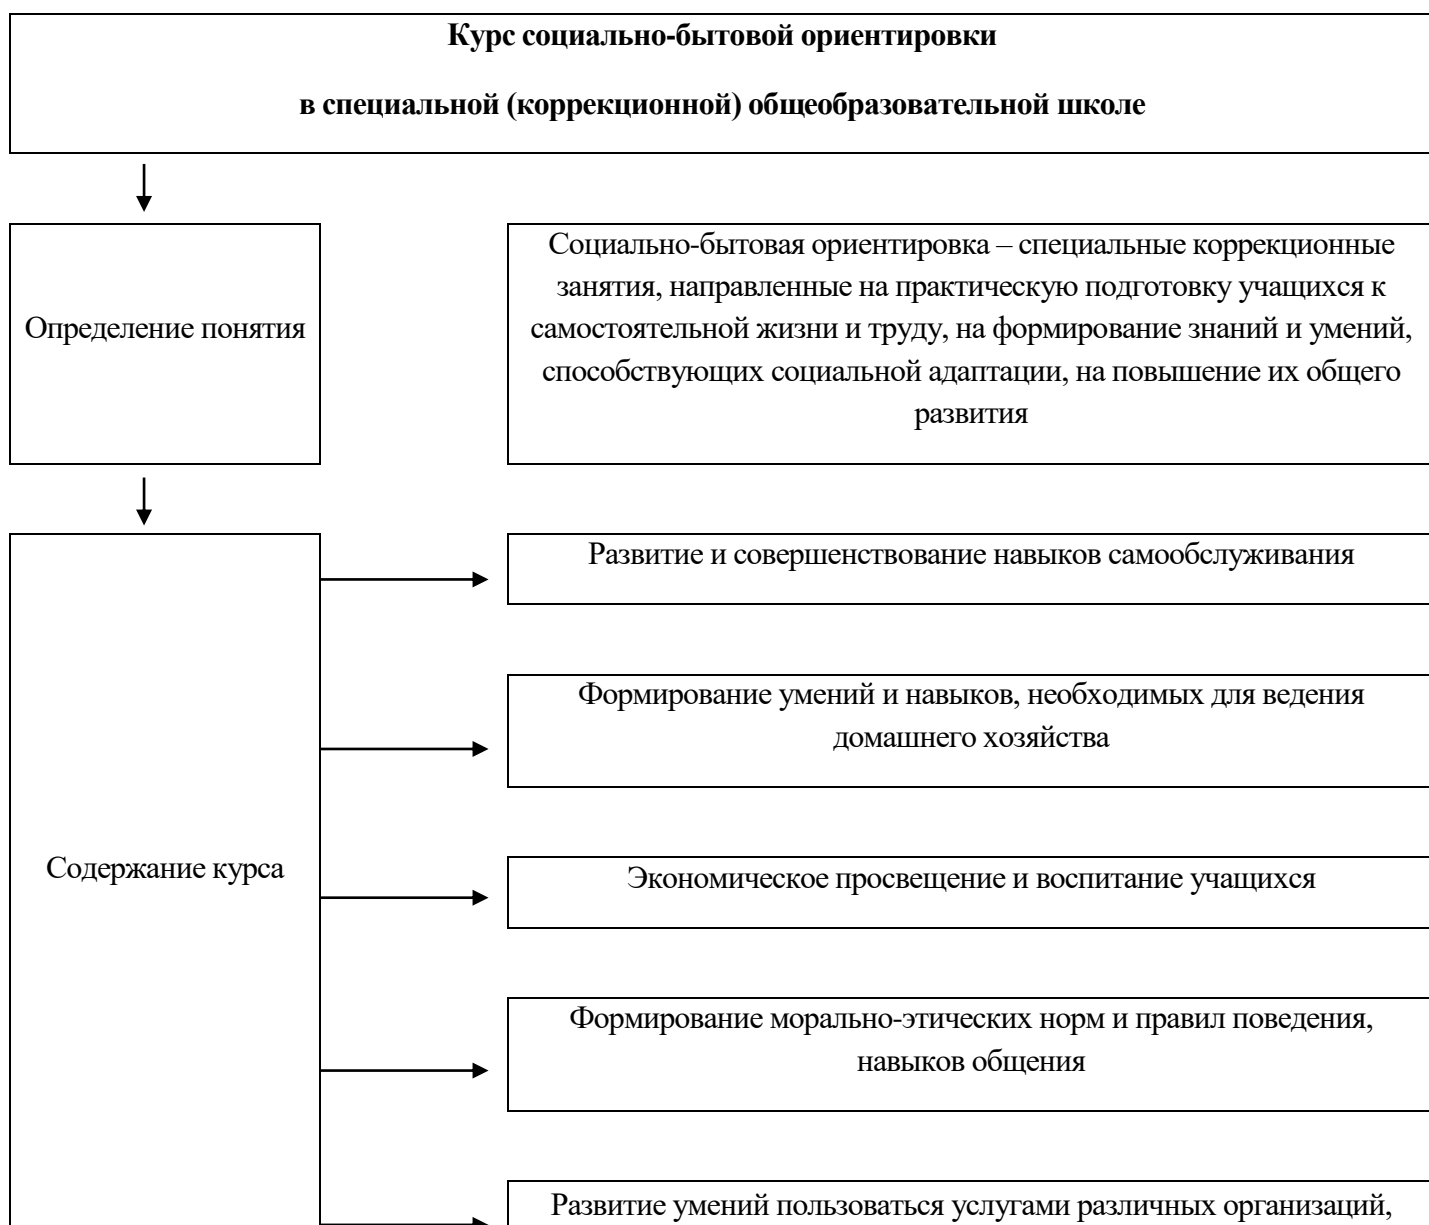 Курс социально-бытовой ориентировки
в специальной (коррекционной) общеобразовательной школе
Определение понятия
Социально-бытовая ориентировка – специальные коррекционные
занятия, направленные на практическую подготовку учащихся к
самостоятельной жизни и труду, на формирование знаний и умений,
способствующих социальной адаптации, на повышение их общего
развития
Содержание курса
Развитие и совершенствование навыков самообслуживания
Формирование умений и навыков, необходимых для ведения
домашнего хозяйства
Экономическое просвещение и воспитание учащихся
Формирование морально-этических норм и правил поведения,
навыков общения
Развитие умений пользоваться услугами различных организаций,